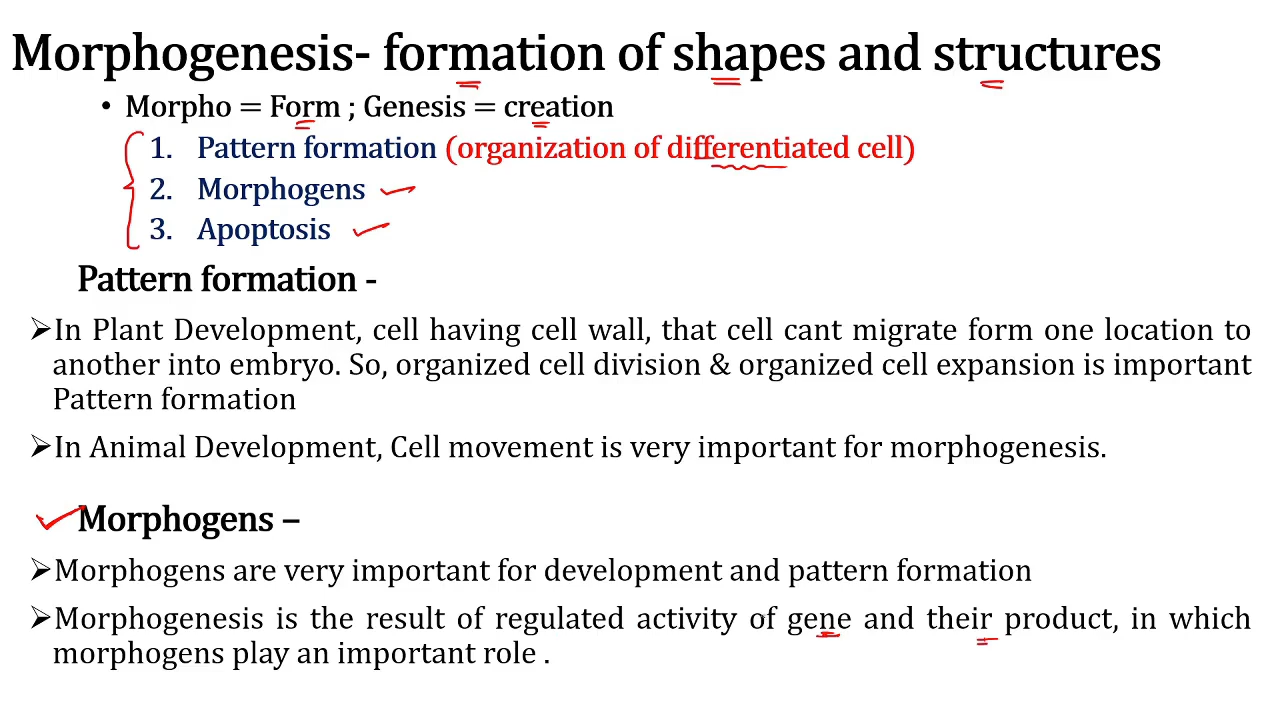 Morphogenesis- formation of shapes and structures
• Morpho = Form ; Genesis = creation
1. Pattern formation (organization of differentiated cell)
2. Morphogens
3. Apoptosis
Pattern formation -
➢In Plant Development, cell having cell wall, that cell cant migrate form one location to
another into embryo. So, organized cell division & organized cell expansion is important
Pattern formation
➢In Animal Development, Cell movement is very important for morphogenesis.
Morphogens –
➢Morphogens are very important for development and pattern formation
➢Morphogenesis is the result of regulated activity of gene and their product, in which
morphogens play an important role .